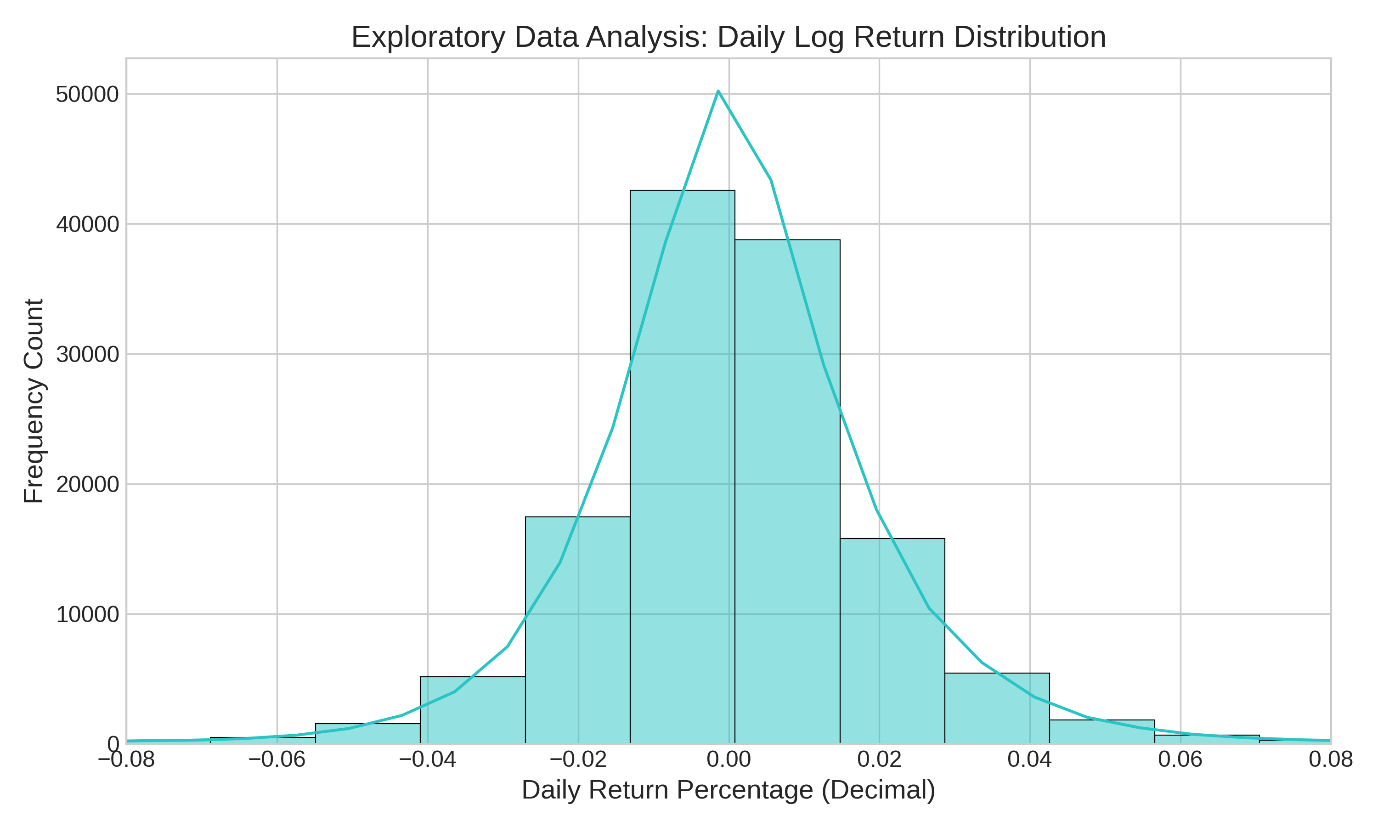 Exploratory Data Analysis: Daily Log Return Distribution
Frequency Count
50000
40000
30000
20000
10000
0
−0.08 −0.06 −0.04 −0.02 0.00 0.02 0.04 0.06 0.08
Daily Return Percentage (Decimal)